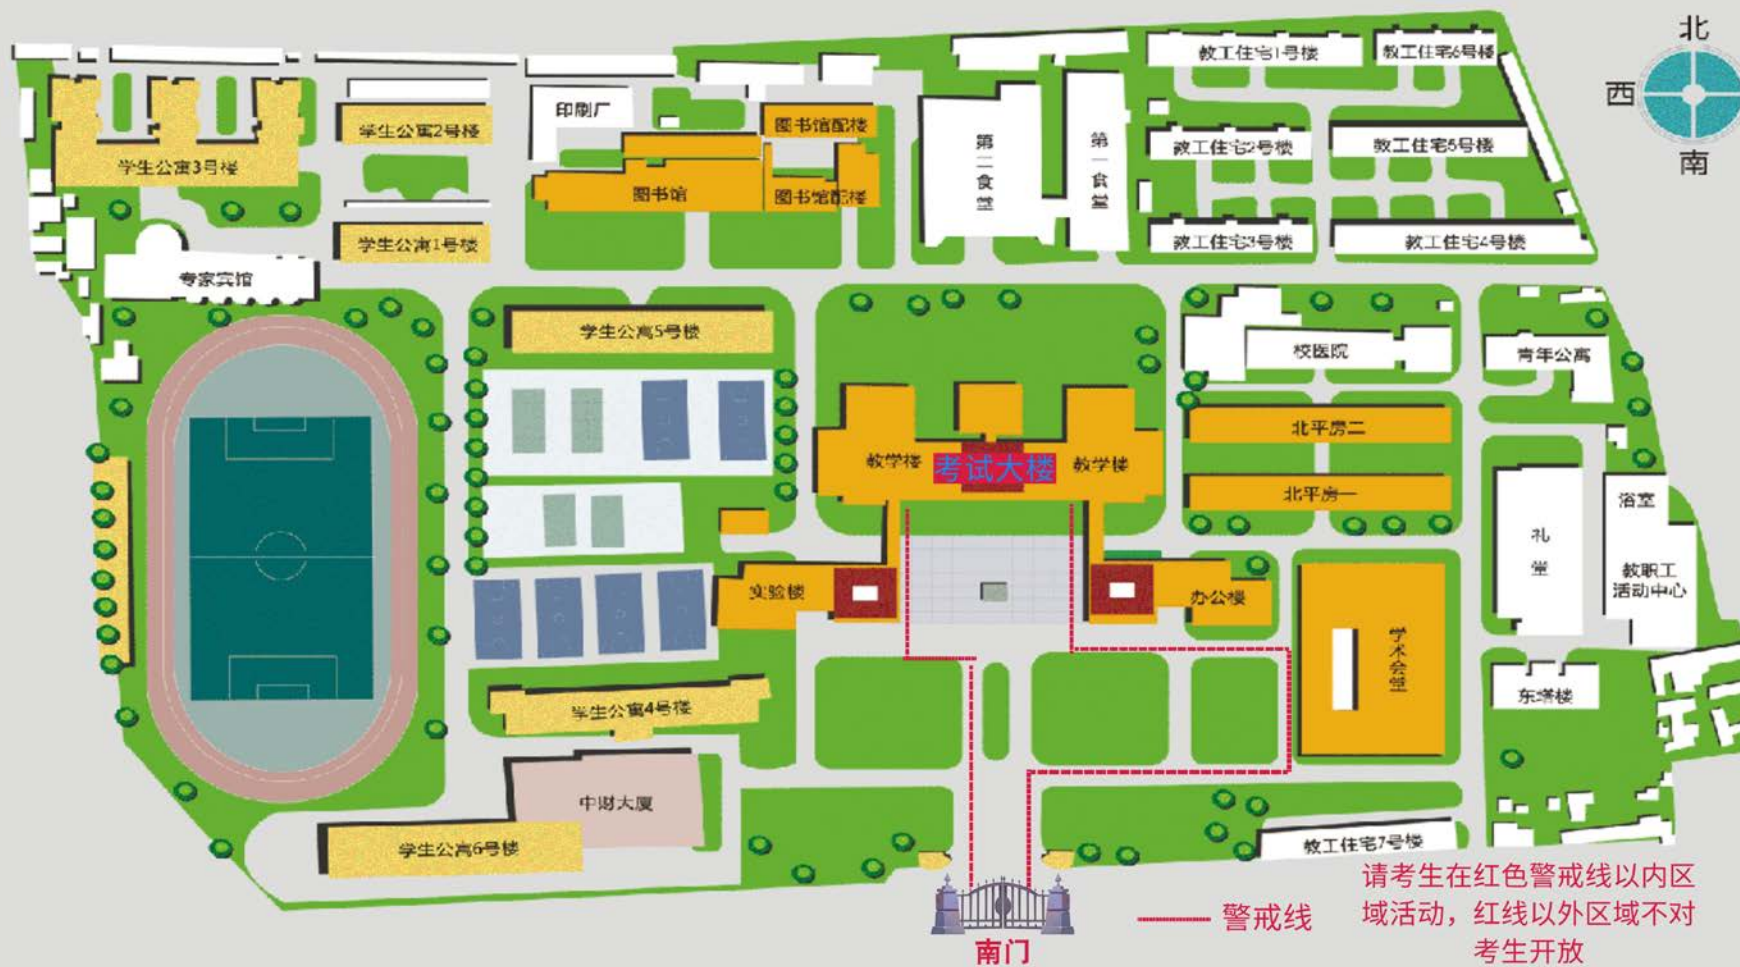 北
西
南
教工住宅1号楼
教工住宅6号楼
印刷厂
图书馆配楼
学生公寓2号楼
第二食堂
第一食堂
教工住宅2号楼
教工住宅5号楼
学生公寓3号楼
图书馆
图书馆配楼
学生公寓1号楼
教工住宅3号楼
教工住宅4号楼
专家宾馆
学生公寓5号楼
校医院
青年公寓
北平房二
教学楼
考试大楼
教学楼
北平房一
浴室
礼堂
教职工
活动中心
实验楼
办公楼
学术会堂
东塔楼
学生公寓4号楼
中财大厦
学生公寓6号楼
教工住宅7号楼
请考生在红色警戒线以内区
域活动，红线以外区域不对
考生开放
警戒线
南门